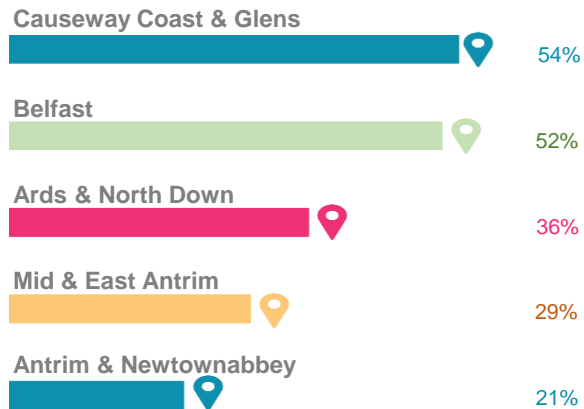 Causeway Coast & Glens
54%
Belfast
52%
Ards & North Down
36%
Mid & East Antrim
29%
Antrim & Newtownabbey
21%